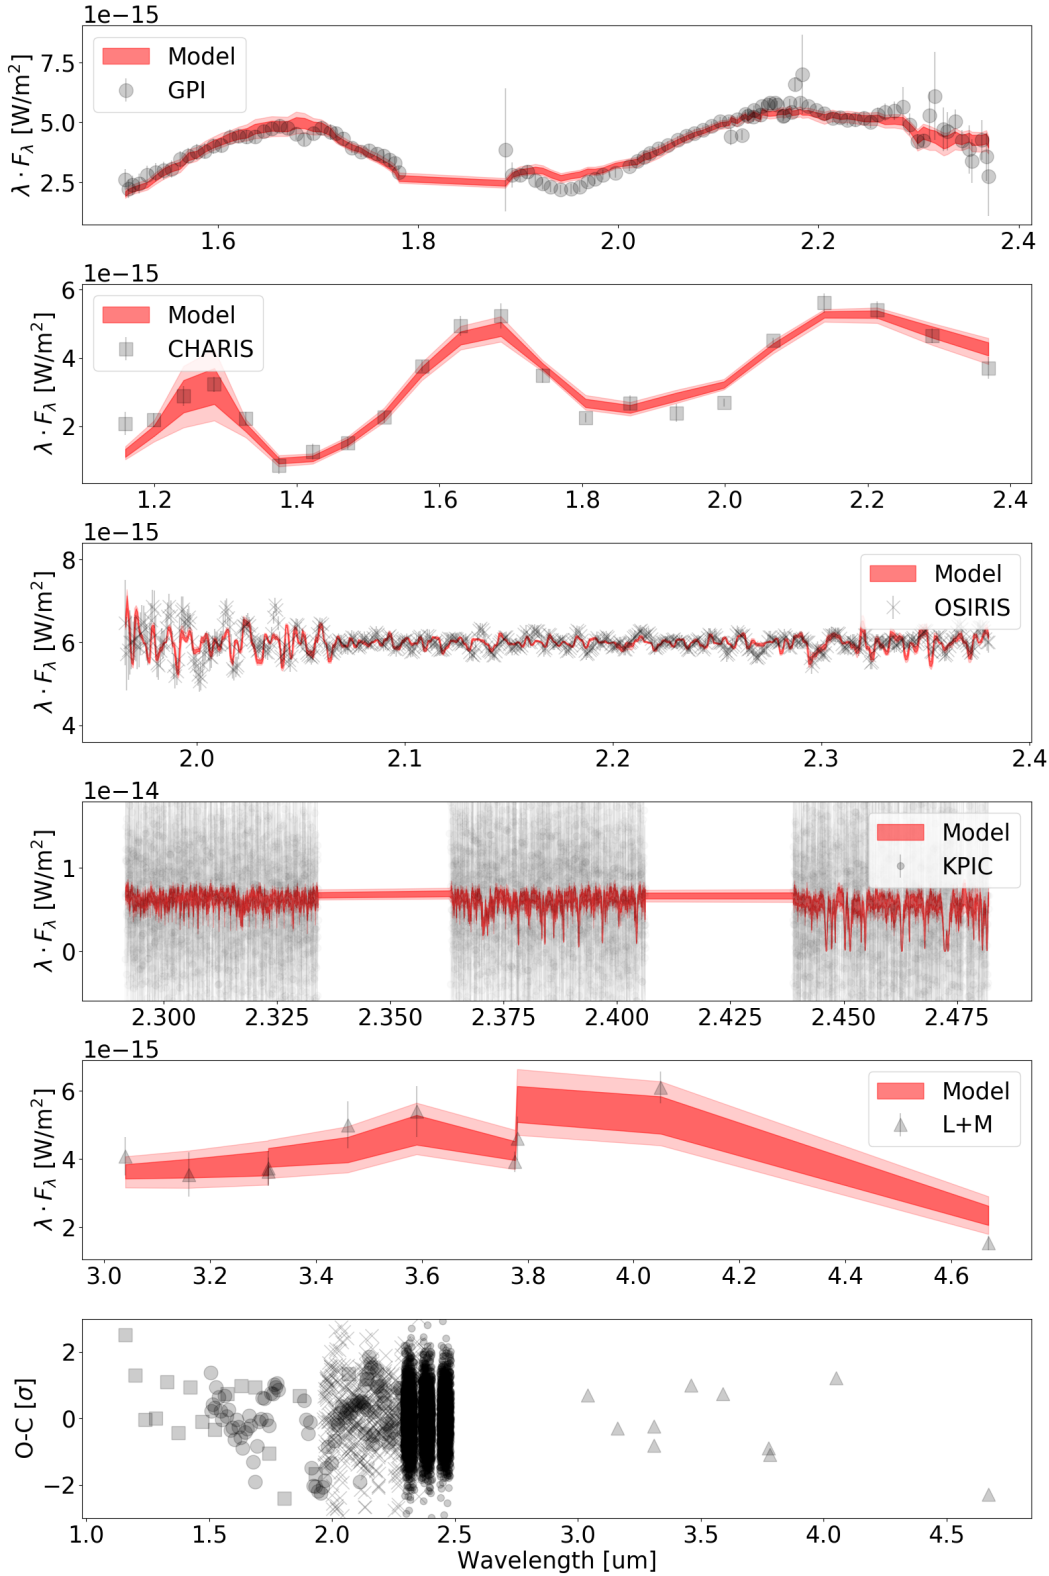 1e−15
7.5
5.0
2.5
λ · F_λ [W/m²]
Model
GPI
1.6 1.8 2.0 2.2 2.4
1e−15
6
4
2
λ · F_λ [W/m²]
Model
CHARIS
1.2 1.4 1.6 1.8 2.0 2.2 2.4
1e−15
8
6
4
λ · F_λ [W/m²]
Model
OSIRIS
2.0 2.1 2.2 2.3 2.4
1e−14
1
0
λ · F_λ [W/m²]
Model
KPIC
2.300 2.325 2.350 2.375 2.400 2.425 2.450 2.475
1e−15
6
4
2
λ · F_λ [W/m²]
Model
L+M
3.0 3.2 3.4 3.6 3.8 4.0 4.2 4.4 4.6
2
0
−2
O-C [σ]
1.0 1.5 2.0 2.5 3.0 3.5 4.0 4.5
Wavelength [um]